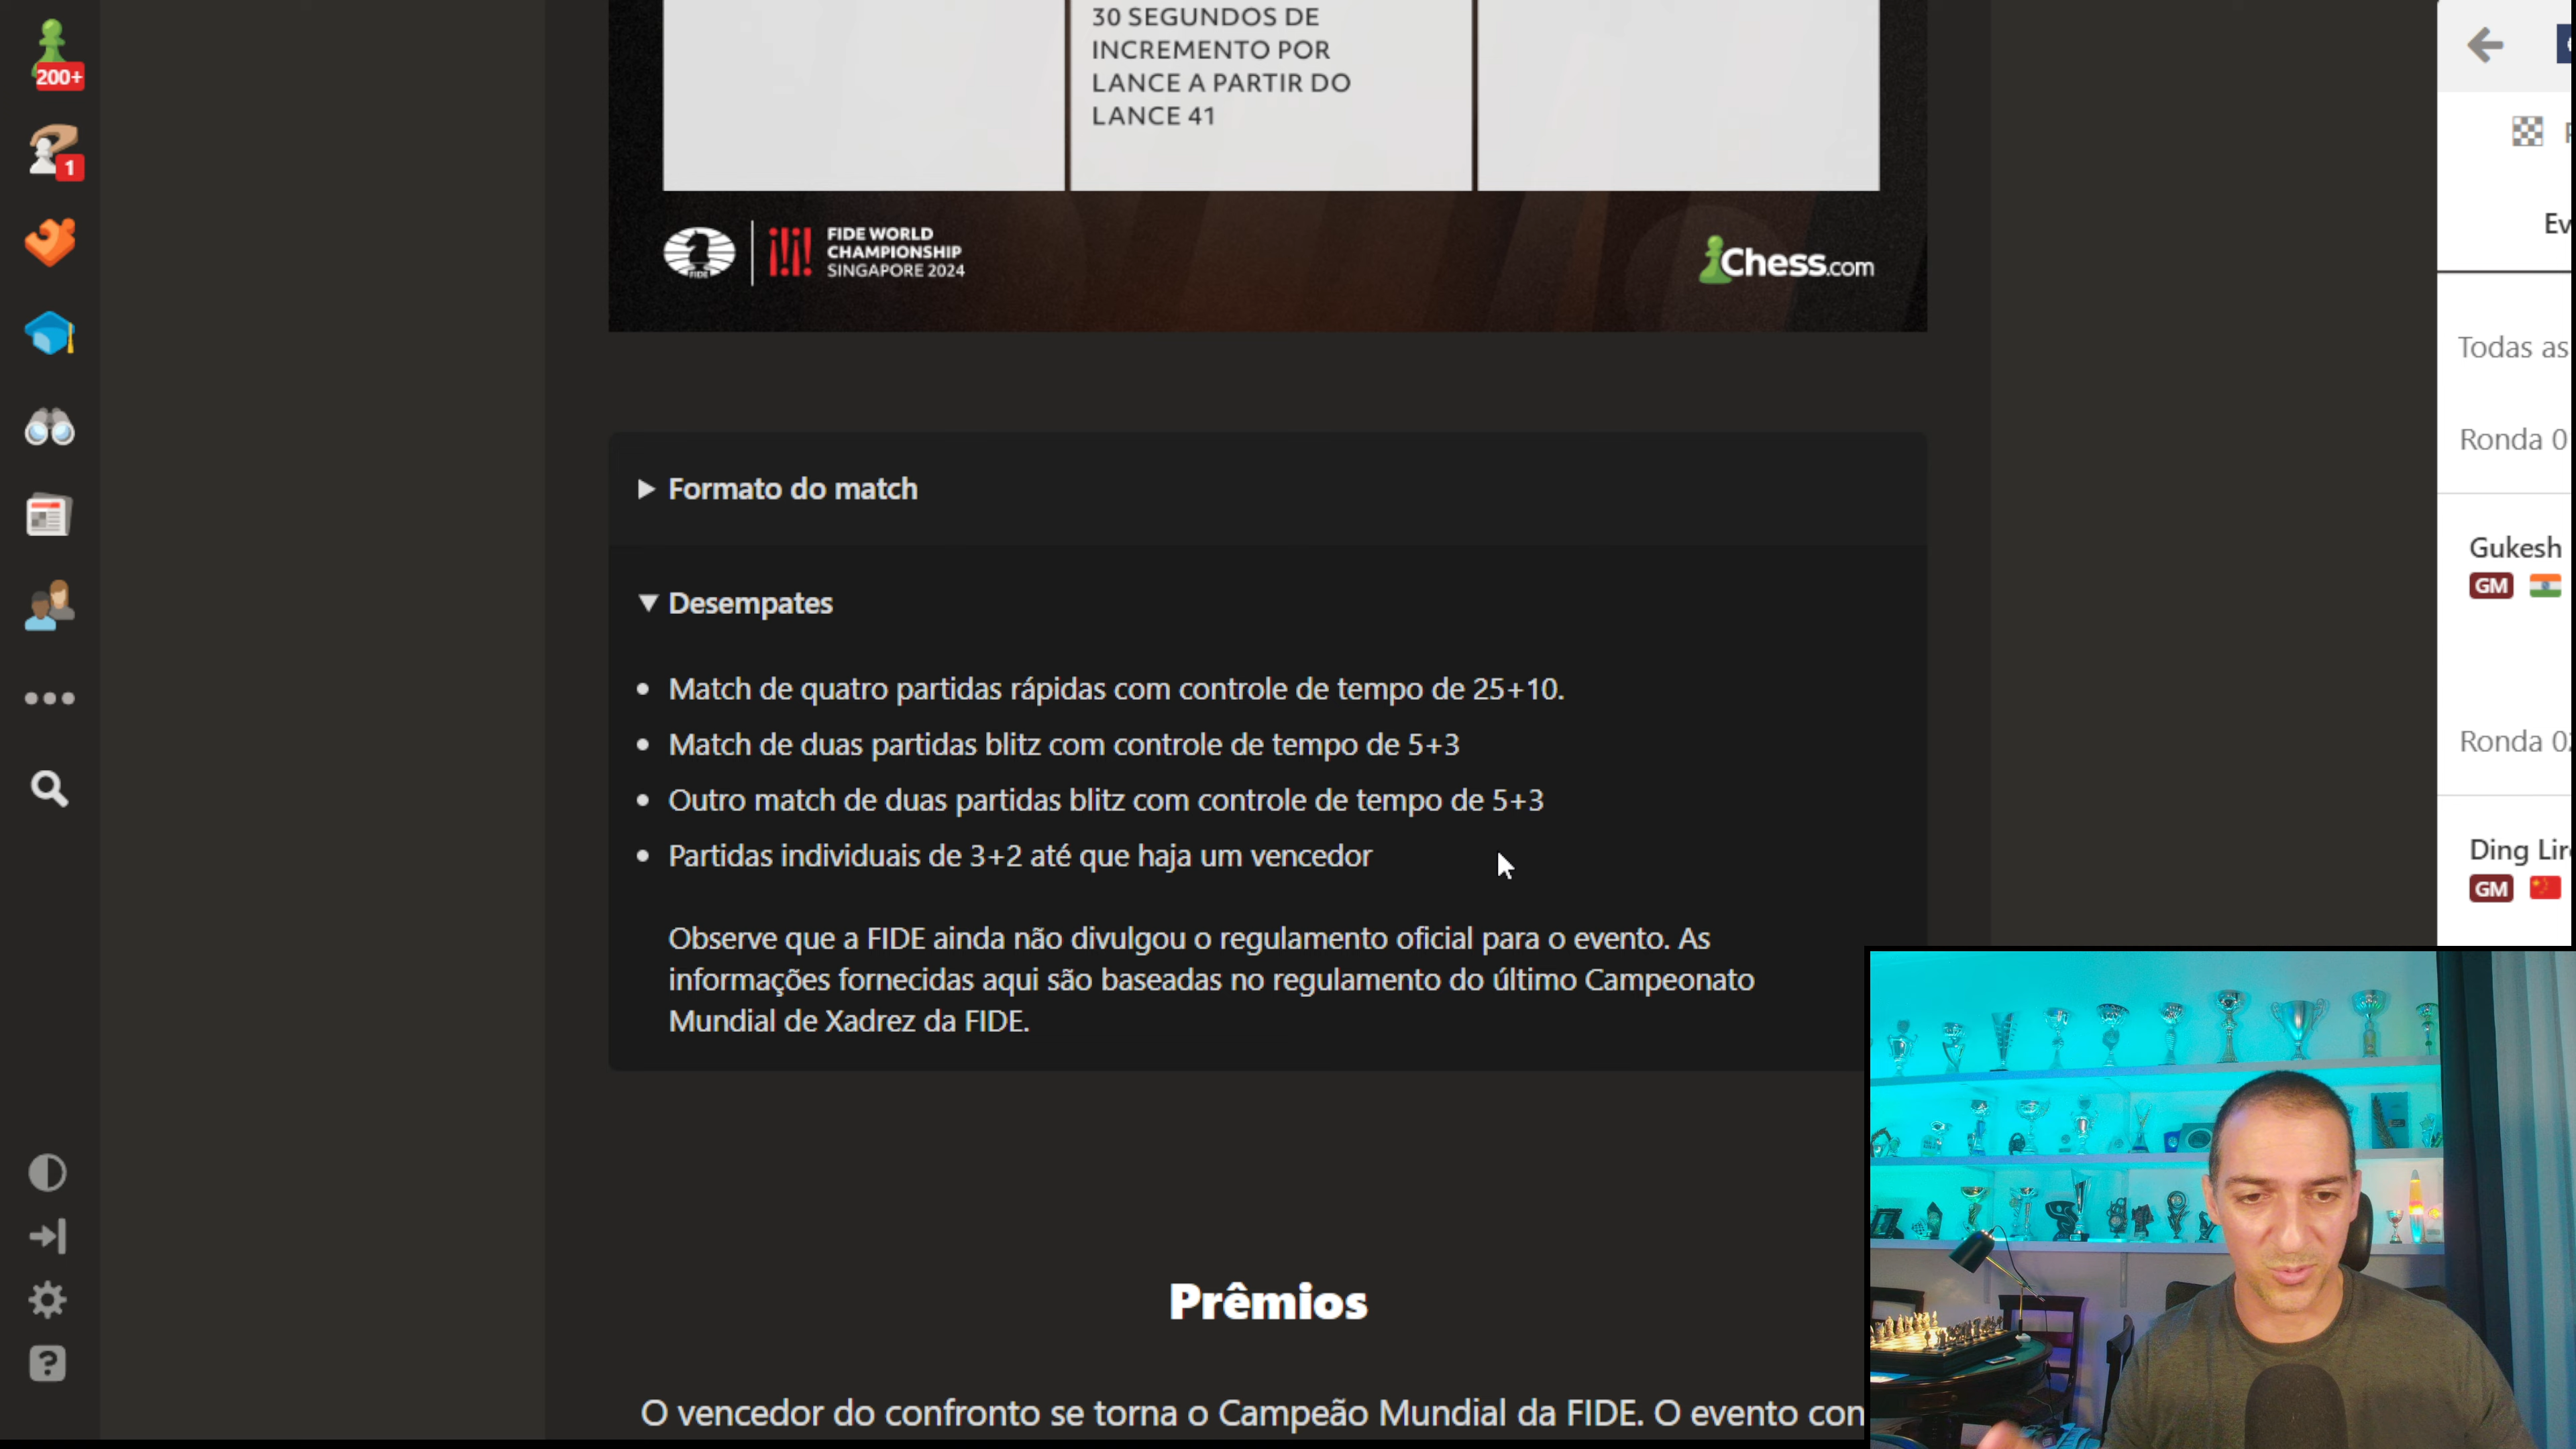 200+
1
30 SEGUNDOS DE
INCREMENTO POR
LANCE A PARTIR DO
LANCE 41
FIDE
FIDE WORLD
CHAMPIONSHIP
SINGAPORE 2024
Chess.com
Formato do match
Desempates
Match de quatro partidas rápidas com controle de tempo de 25+10.
Match de duas partidas blitz com controle de tempo de 5+3
Outro match de duas partidas blitz com controle de tempo de 5+3
Partidas individuais de 3+2 até que haja um vencedor
Observe que a FIDE ainda não divulgou o regulamento oficial para o evento. As
informações fornecidas aqui são baseadas no regulamento do último Campeonato
Mundial de Xadrez da FIDE.
Prêmios
O vencedor do confronto se torna o Campeão Mundial da FIDE. O evento con
Todas as
Ronda 0
Gukesh
GM
Ronda 0
Ding Lir
GM